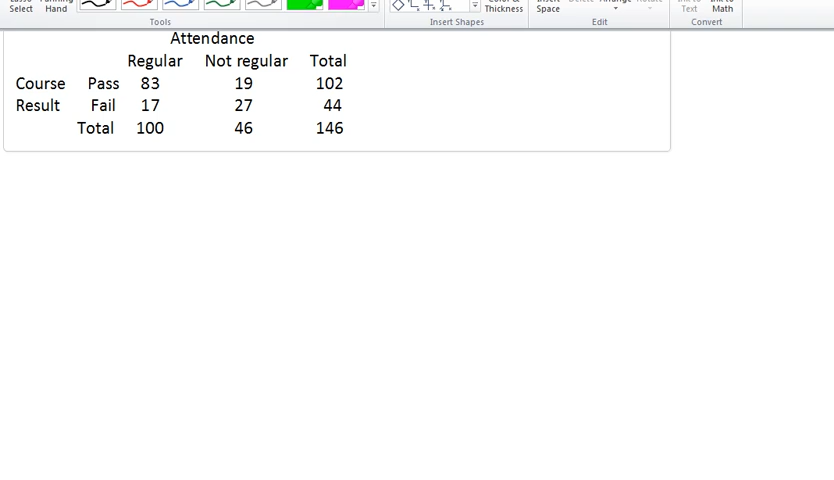 Select Hand Thickness Space Text Math
Tools Insert Shapes Edit Convert
Attendance
Regular Not regular Total
Course Pass 83 19 102
Result Fail 17 27 44
Total 100 46 146